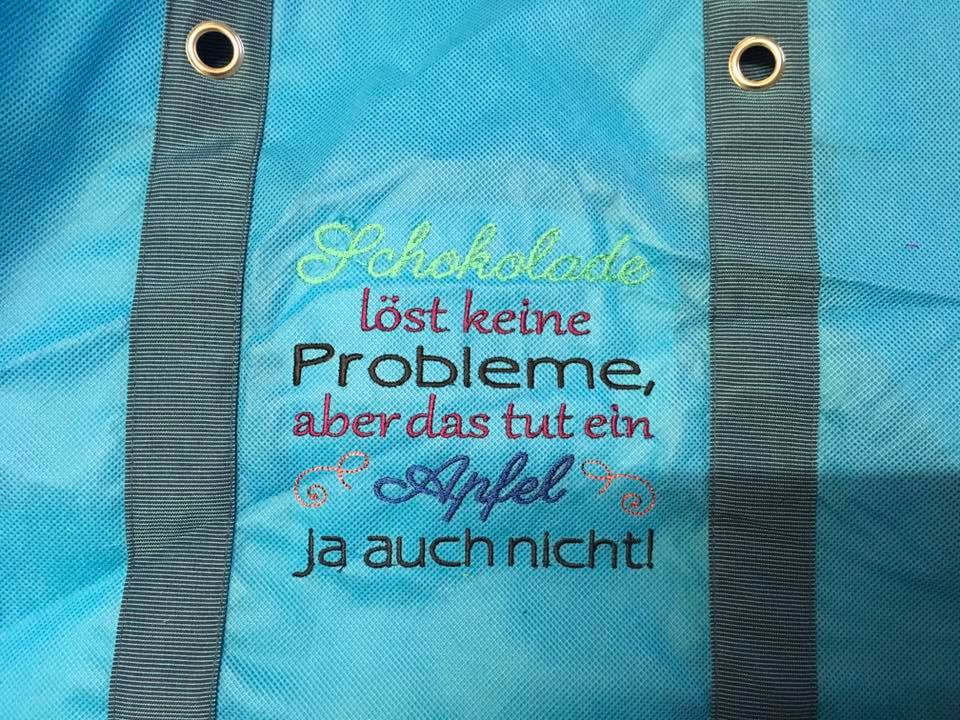 Schokolade
löst keine
Probleme,
aber das tut ein
Apfel
ja auch nicht!